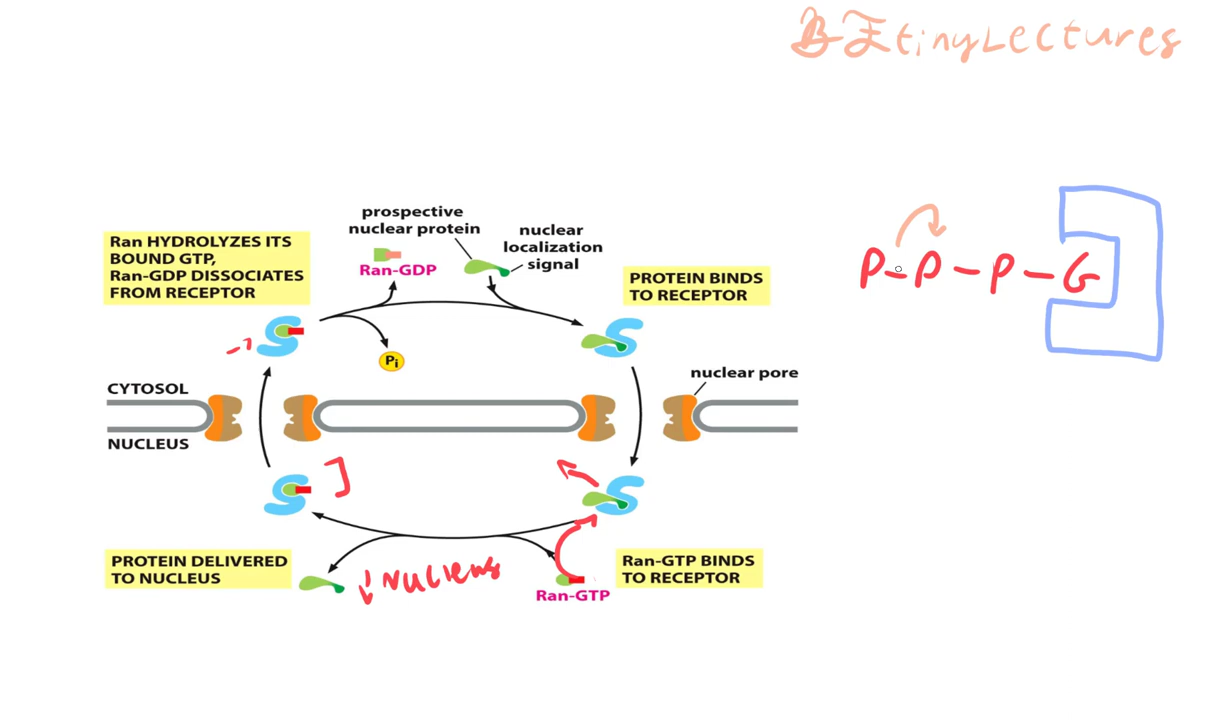 tinyLectures
prospective
nuclear protein
nuclear
localization
signal
Ran HYDROLYZES ITS
BOUND GTP,
Ran-GDP DISSOCIATES
FROM RECEPTOR
Ran-GDP
PROTEIN BINDS
TO RECEPTOR
P-P-P-G
Pi
nuclear pore
CYTOSOL
NUCLEUS
PROTEIN DELIVERED
TO NUCLEUS
Nucleus
Ran-GTP
Ran-GTP BINDS
TO RECEPTOR